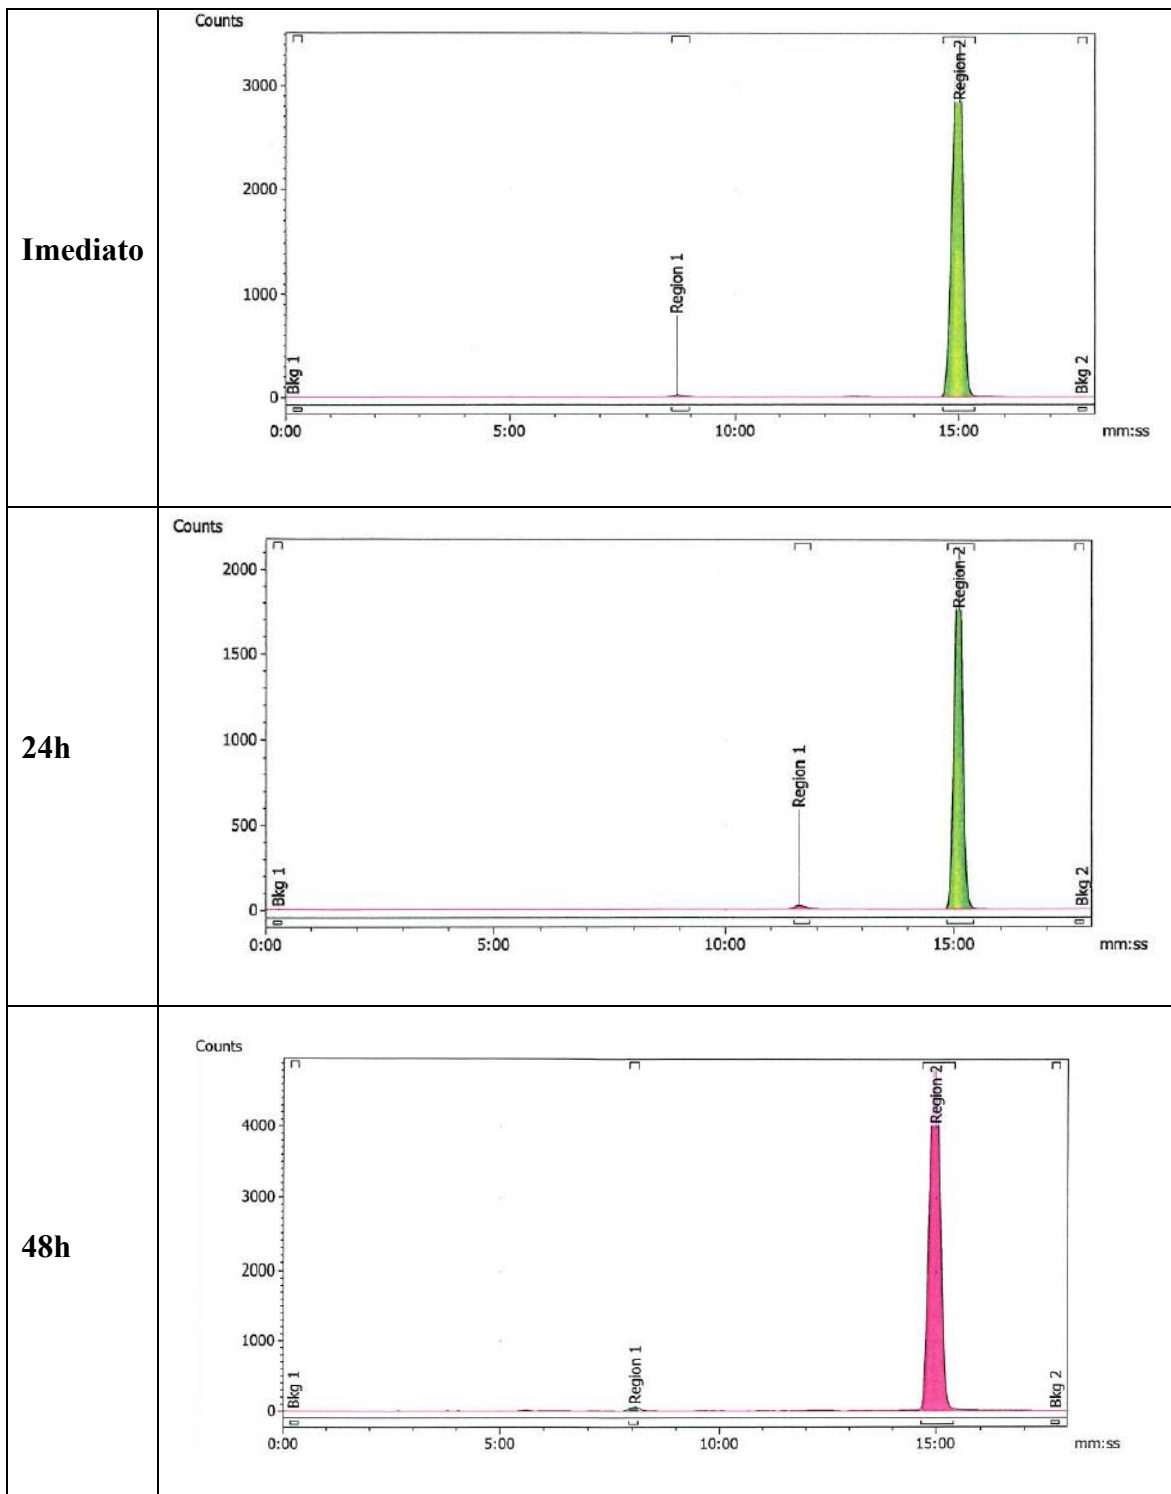 Imediato
Counts
3000
2000
1000
0
Bkg 1
Region 1
Region 2
Bkg 2
0:00 5:00 10:00 15:00 mm:ss
24h
Counts
2000
1500
1000
500
0
Bkg 1
Region 1
Region 2
Bkg 2
0:00 5:00 10:00 15:00 mm:ss
48h
Counts
4000
3000
2000
1000
0
Bkg 1
Region 1
Region 2
Bkg 2
0:00 5:00 10:00 15:00 mm:ss